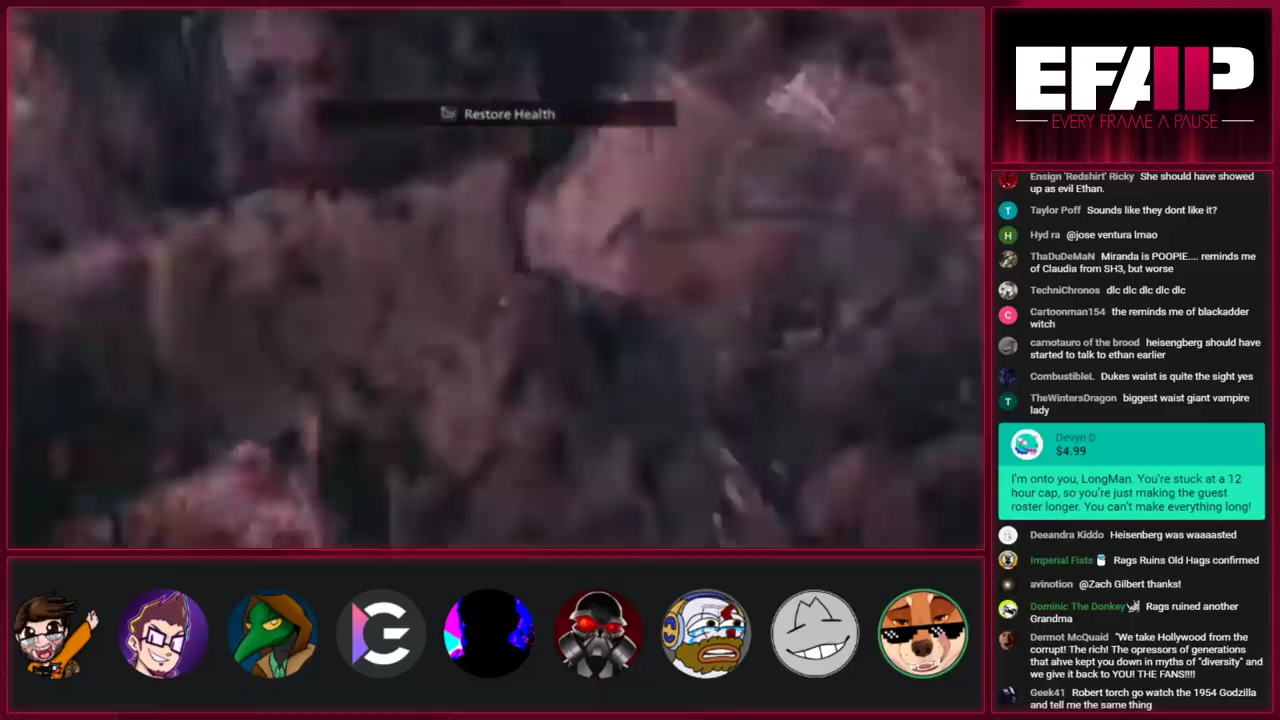 Restore Health
EFAP
EVERY FRAME A PAUSE
Ensign 'Redshirt' Ricky She should have showed
up as evil Ethan.
T
Taylor Poff Sounds like they dont like it?
H
Hyd ra @jose ventura lmao
ThaDuDeMaN Miranda is POOPIE.... reminds me
of Claudia from SH3, but worse
TechniChronos dlc dlc dlc dlc dlc
C
Cartoonman154 the reminds me of blackadder
witch
carnotauro of the brood heisengberg should have
started to talk to ethan earlier
CombustibleL Dukes waist is quite the sight yes
T
TheWintersDragon biggest waist giant vampire
lady
Devyn D
$4.99
I'm onto you, LongMan. You're stuck at a 12
hour cap, so you're just making the guest
roster longer. You can't make everything long!
Deeandra Kiddo Heisenberg was waaaasted
Imperial Fists Rags Ruins Old Hags confirmed
avinotion @Zach Gilbert thanks!
Dominic The Donkey Rags ruined another
Grandma
Dermot McQuaid "We take Hollywood from the
corrupt! The rich! The opressors of generations
that ahve kept you down in myths of "diversity" and
we give it back to YOU! THE FANS!!!!
Geek41 Robert torch go watch the 1954 Godzilla
and tell me the same thing